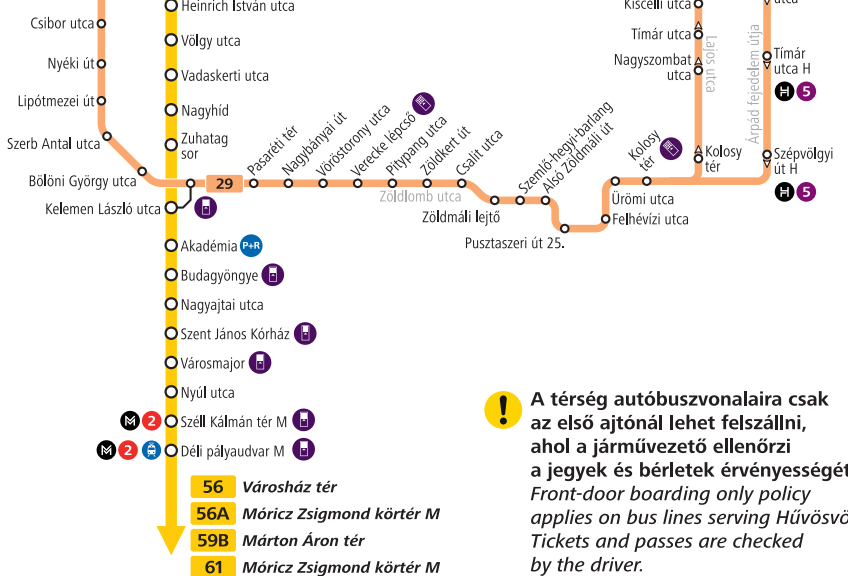 Heinrich István utca
Csibor utca
Völgy utca
Nyéki út
Vadaskerti utca
Lipótmezei út
Nagyhíd
Szerb Antal utca
Zuhatag
sor
Bölöni György utca
Kelemen László utca
29
Pasaréti tér
Nagybányai út
Vöröstorony utca
Verecke lépcső
Pitypang utca
Zöldkert út
Csalit utca
Zöldlomb utca
Zöldmáli lejtő
Szemlő-hegyi-barlang
Alsó Zöldmáli út
Pusztaszeri út 25.
Felhévízi utca
Ürömi utca
Kolosy
tér
Kolosy
tér
Nagyszombat
utca
Tímár utca
Kiscelli utca
Lajos utca
Árpád fejedelem útja
utca
Tímár
utca H
H 5
Szépvölgyi
út H
H 5
Akadémia P+R
Budagyöngye
Nagyajtai utca
Szent János Kórház
Városmajor
Nyúl utca
M 2 Széll Kálmán tér M
M 2 Déli pályaudvar M
56 Városház tér
56A Móricz Zsigmond körtér M
59B Márton Áron tér
61 Móricz Zsigmond körtér M
! A térség autóbuszvonalaira csak
az első ajtónál lehet felszállni,
ahol a járművezető ellenőrzi
a jegyek és bérletek érvényességét
Front-door boarding only policy
applies on bus lines serving Hűvösvö
Tickets and passes are checked
by the driver.